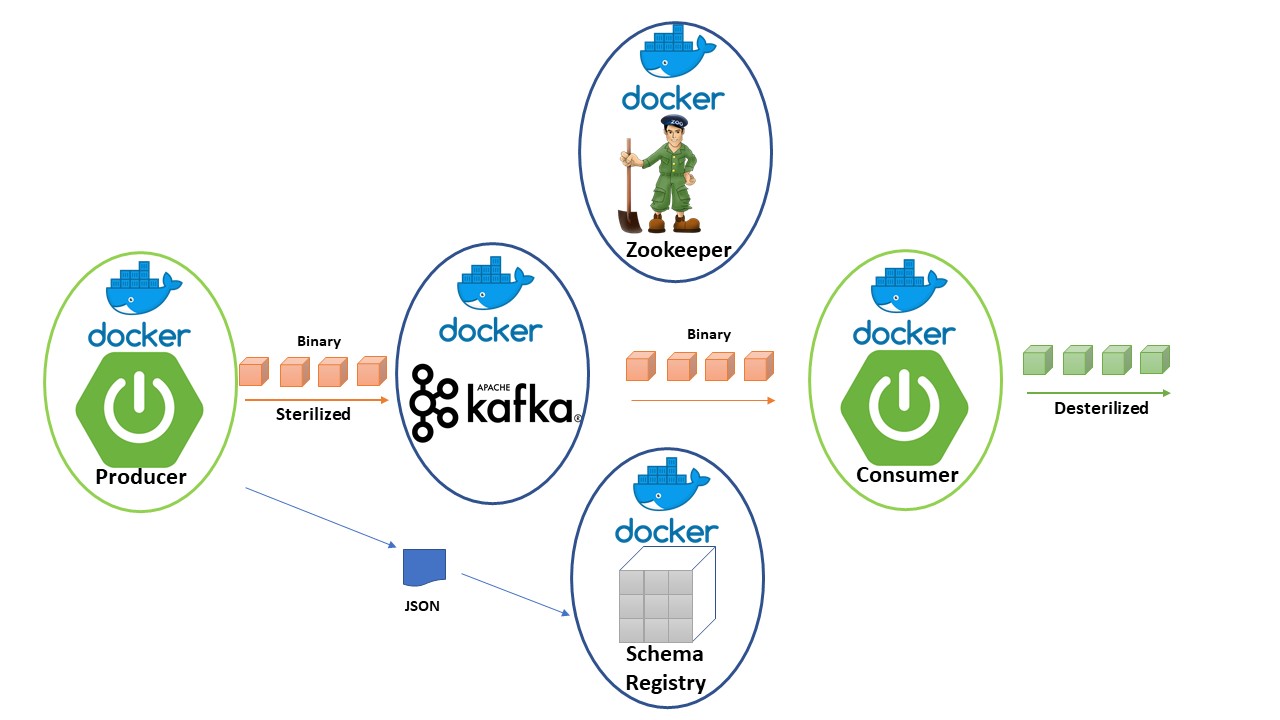 docker
ZOO
Zookeeper
docker
Producer
Binary
Sterilized
docker
APACHE
kafka®
Binary
docker
Consumer
Desterilized
JSON
docker
Schema
Registry